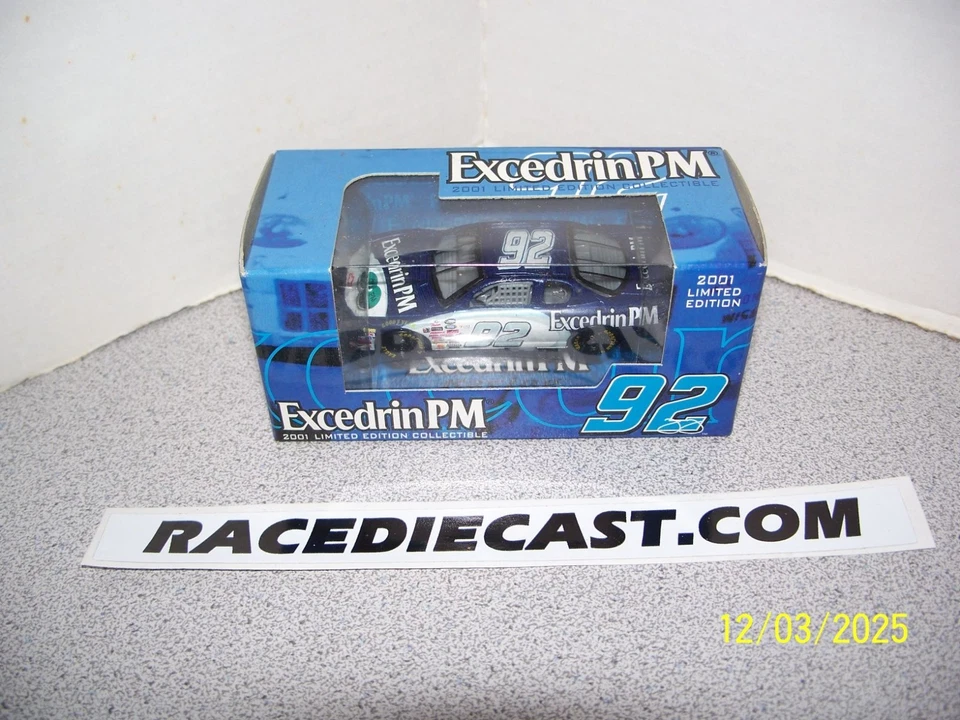 ExcedrinPM®
2001 LIMITED EDITION COLLECTIBLE
92
ExcedrinPM
2001
LIMITED
EDITION
ExcedrinPM
92
ExcedrinPM
92
2001 LIMITED EDITION COLLECTIBLE
RACEDIECAST.COM
12/03/2025